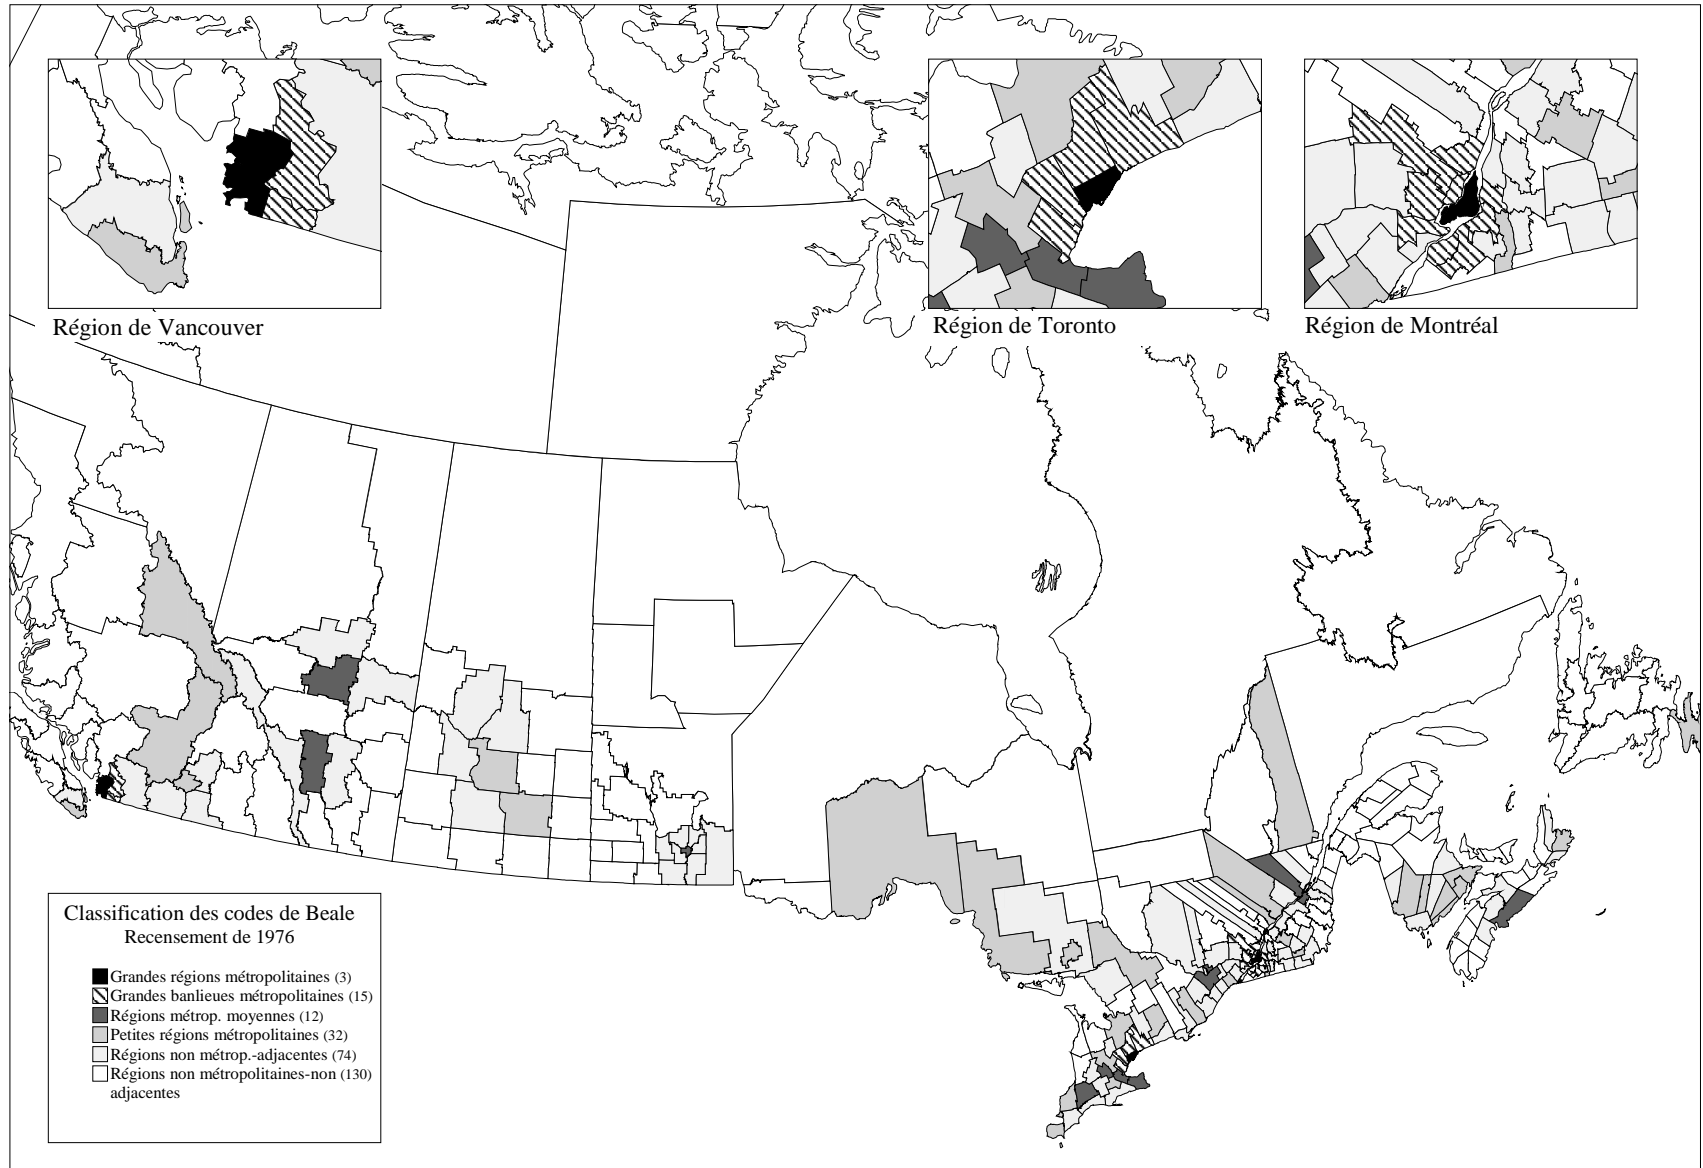 Région de Vancouver
Région de Toronto
Région de Montréal
Classification des codes de Beale
Recensement de 1976
Grandes régions métropolitaines (3)
Grandes banlieues métropolitaines (15)
Régions métrop. moyennes (12)
Petites régions métropolitaines (32)
Régions non métrop.-adjacentes (74)
Régions non métropolitaines-non (130)
adjacentes